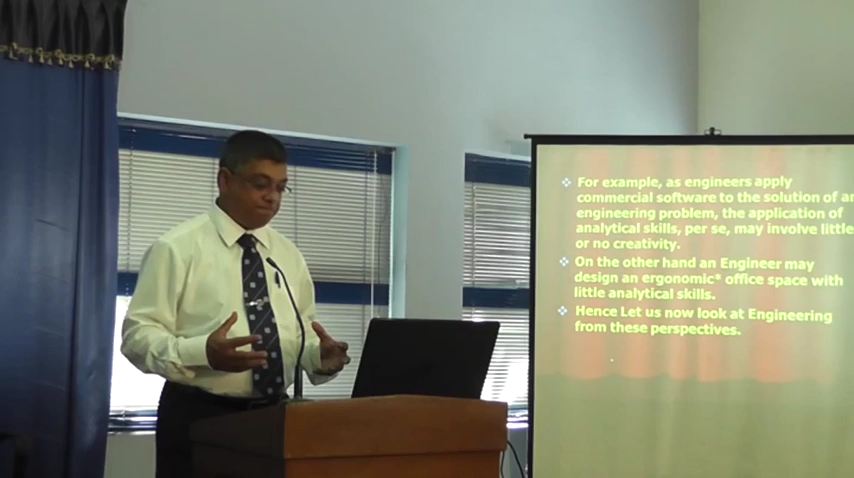 For example, as engineers apply
commercial software to the solution of an
engineering problem, the application of
analytical skills, per se, may involve little
or no creativity.
On the other hand an Engineer may
design an ergonomic* office space with
little analytical skills.
Hence Let us now look at Engineering
from these perspectives.